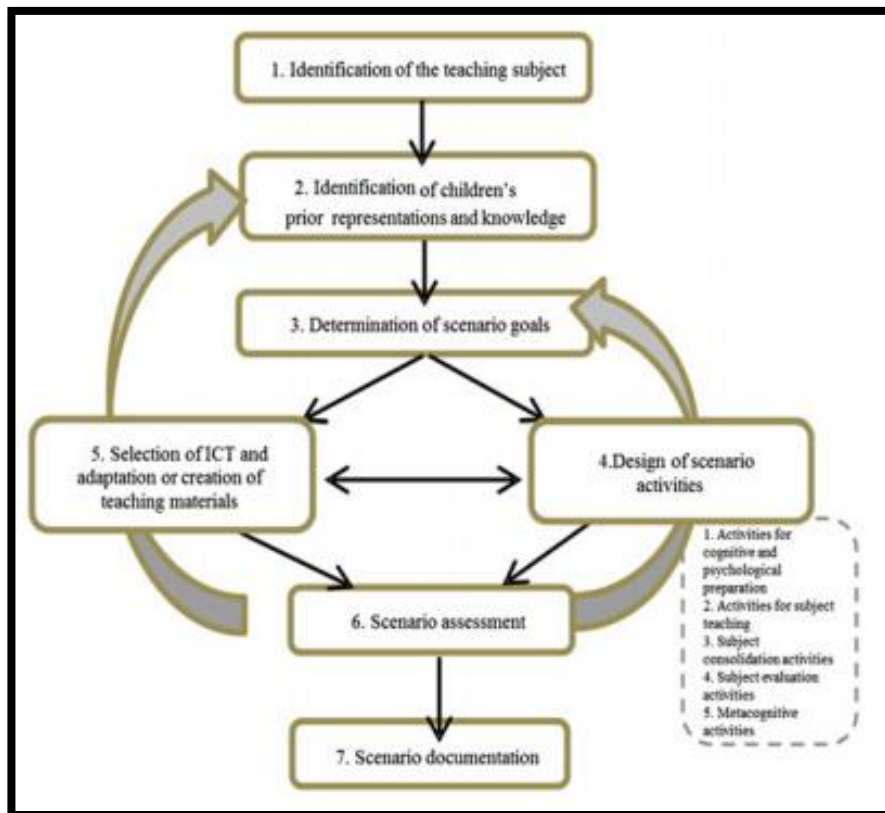 1. Identification of the teaching subject
2. Identification of children's
prior representations and knowledge
3. Determination of scenario goals
5. Selection of ICT and
adaptation or creation of
teaching materials
4.Design of scenario
activities
1. Activities for
cognitive and
psychological
preparation
2. Activities for subject
teaching
3. Subject
consolidation activities
4. Subject evaluation
activities
5. Metacognitive
activities
6. Scenario assessment
7. Scenario documentation